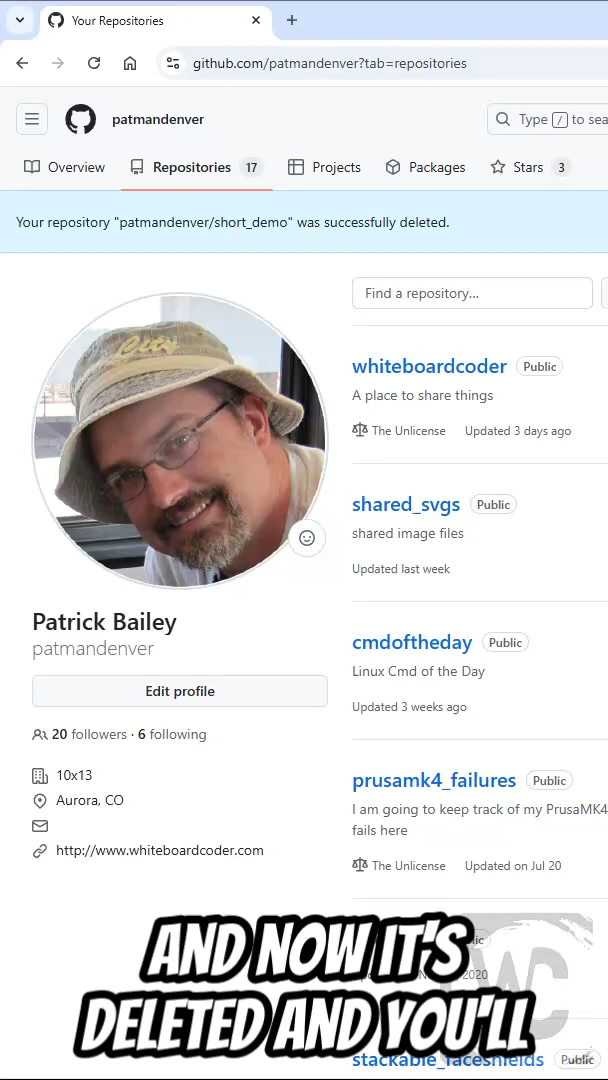 Your Repositories
github.com/patmandenver?tab=repositories
patmandenver
Type / to sea
Overview
Repositories 17
Projects
Packages
Stars 3
Your repository "patmandenver/short_demo" was successfully deleted.
Find a repository...
City
whiteboardcoder Public
A place to share things
The Unlicense Updated 3 days ago
shared_svgs Public
shared image files
Updated last week
Patrick Bailey
patmandenver
Edit profile
20 followers · 6 following
10x13
Aurora, CO
http://www.whiteboardcoder.com
cmdoftheday Public
Linux Cmd of the Day
Updated 3 weeks ago
prusamk4_failures Public
I am going to keep track of my PrusaMK4
fails here
The Unlicense Updated on Jul 20
2020
WC
AND NOW IT'S
DELETED AND YOU'LL
stackable_faceshields Public